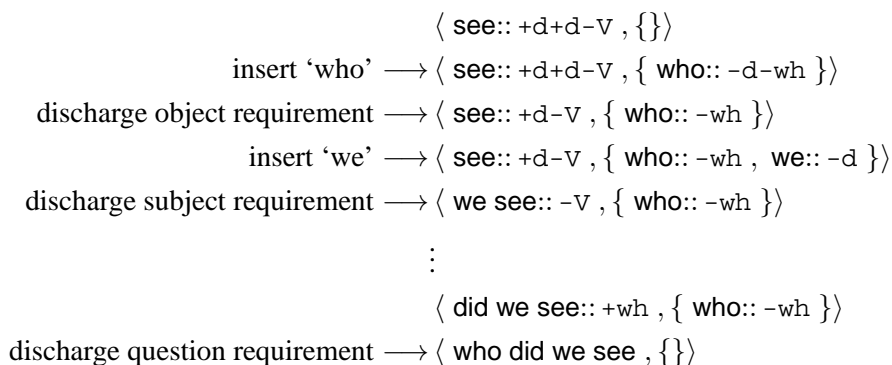 ⟨ see:: +d+d-V , {}⟩
insert ‘who’ ⟶ ⟨ see:: +d+d-V , { who:: -d-wh }⟩
discharge object requirement ⟶ ⟨ see:: +d-V , { who:: -wh }⟩
insert ‘we’ ⟶ ⟨ see:: +d-V , { who:: -wh , we:: -d }⟩
discharge subject requirement ⟶ ⟨ we see:: -V , { who:: -wh }⟩
⋮
⟨ did we see:: +wh , { who:: -wh }⟩
discharge question requirement ⟶ ⟨ who did we see , {}⟩